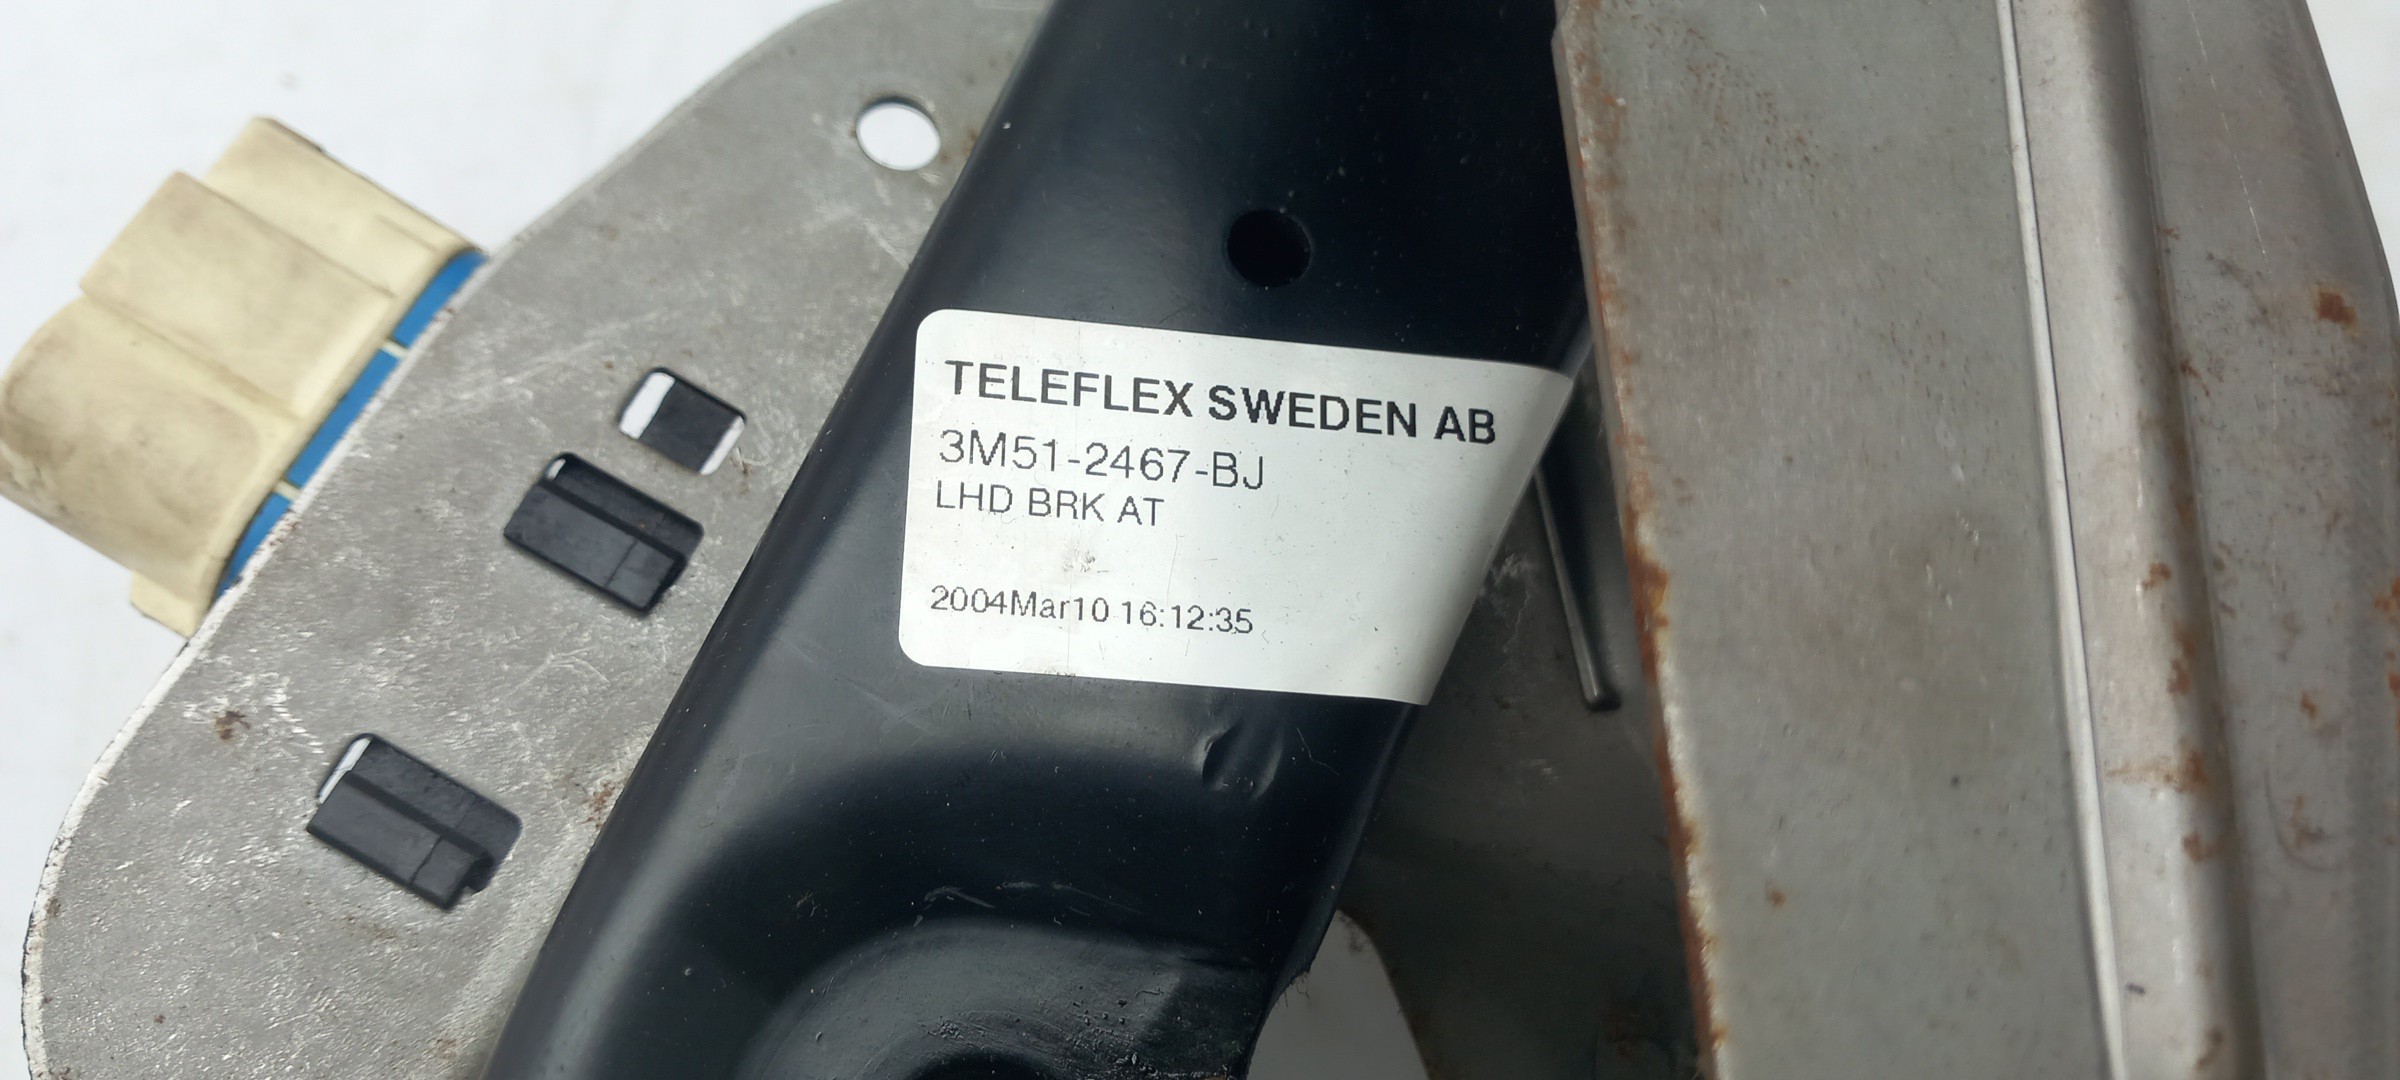 TELEFLEX SWEDEN AB
3M51-2467-BJ
LHD BRK AT
2004Mar10 16:12:35